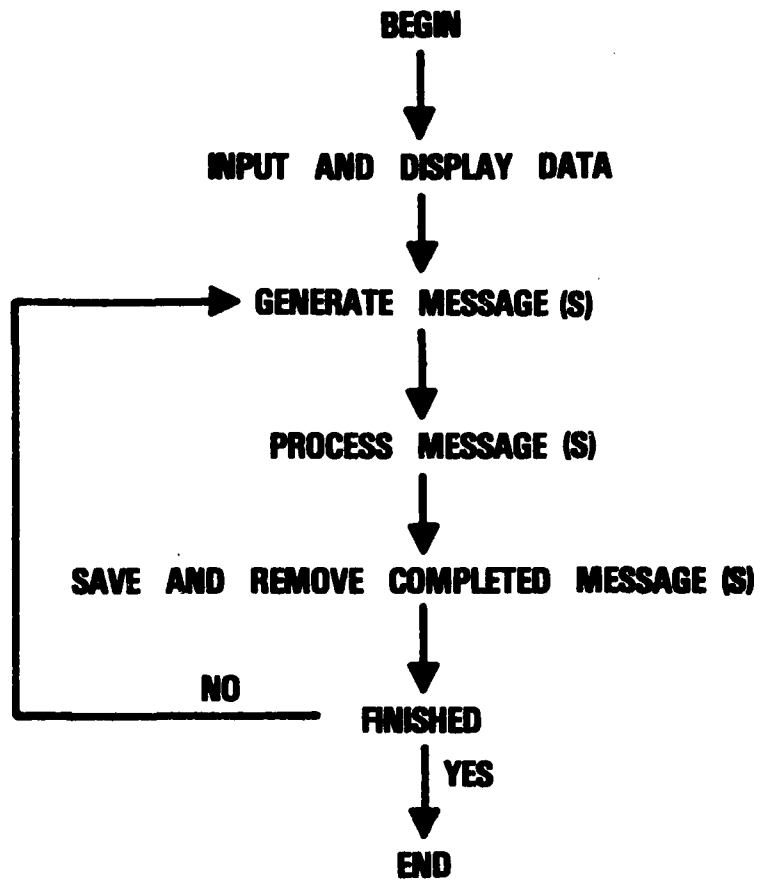 BEGIN
INPUT AND DISPLAY DATA
GENERATE MESSAGE (S)
PROCESS MESSAGE (S)
SAVE AND REMOVE COMPLETED MESSAGE (S)
NO
FINISHED
YES
END